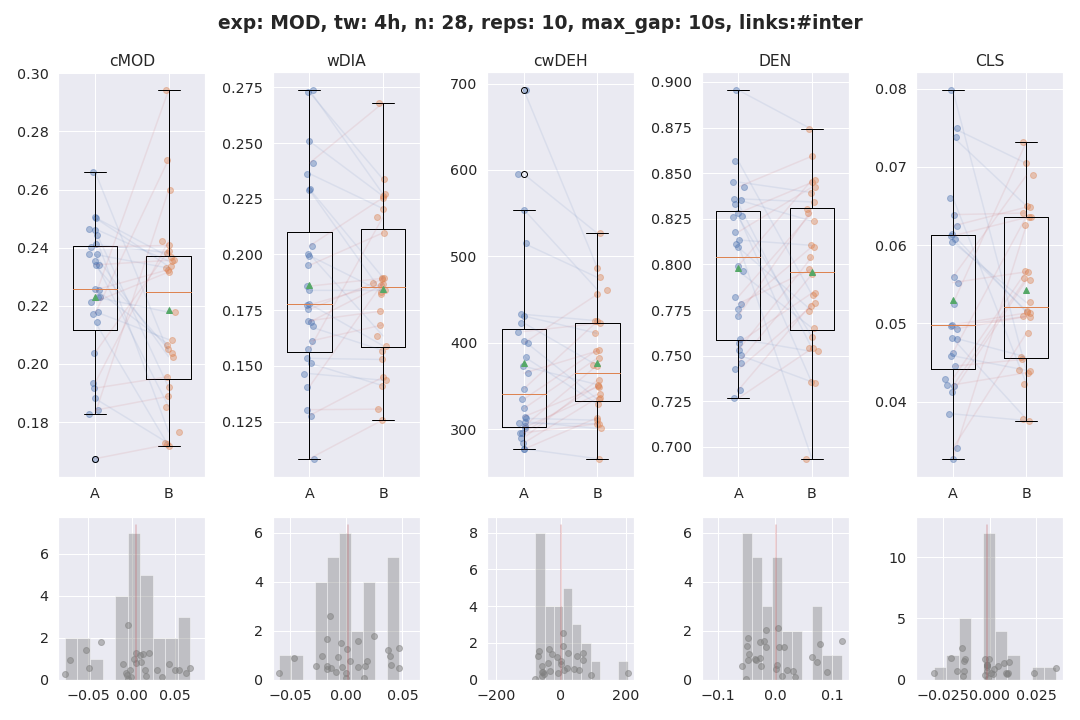 exp: MOD, tw: 4h, n: 28, reps: 10, max_gap: 10s, links:#inter
cMOD wDIA cwDEH DEN CLS
0.30 0.28 0.26 0.24 0.22 0.20 0.18
0.275 0.250 0.225 0.200 0.175 0.150 0.125
700 600 500 400 300
0.900 0.875 0.850 0.825 0.800 0.775 0.750 0.725 0.700
0.08 0.07 0.06 0.05 0.04
A B A B A B A B A B
6 4 2 0
6 4 2 0
8 6 4 2 0
6 4 2 0
10 5 0
−0.05 0.00 0.05
−0.05 0.00 0.05
−200 0 200
−0.1 0.0 0.1
−0.025 0.000 0.025